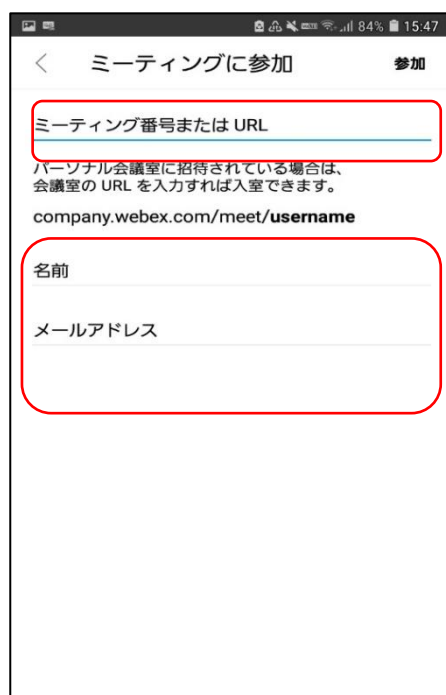 84% 15:47
ミーティングに参加 参加
ミーティング番号または URL
パーソナル会議室に招待されている場合は、
会議室の URL を入力すれば入室できます。
company.webex.com/meet/username
名前
メールアドレス